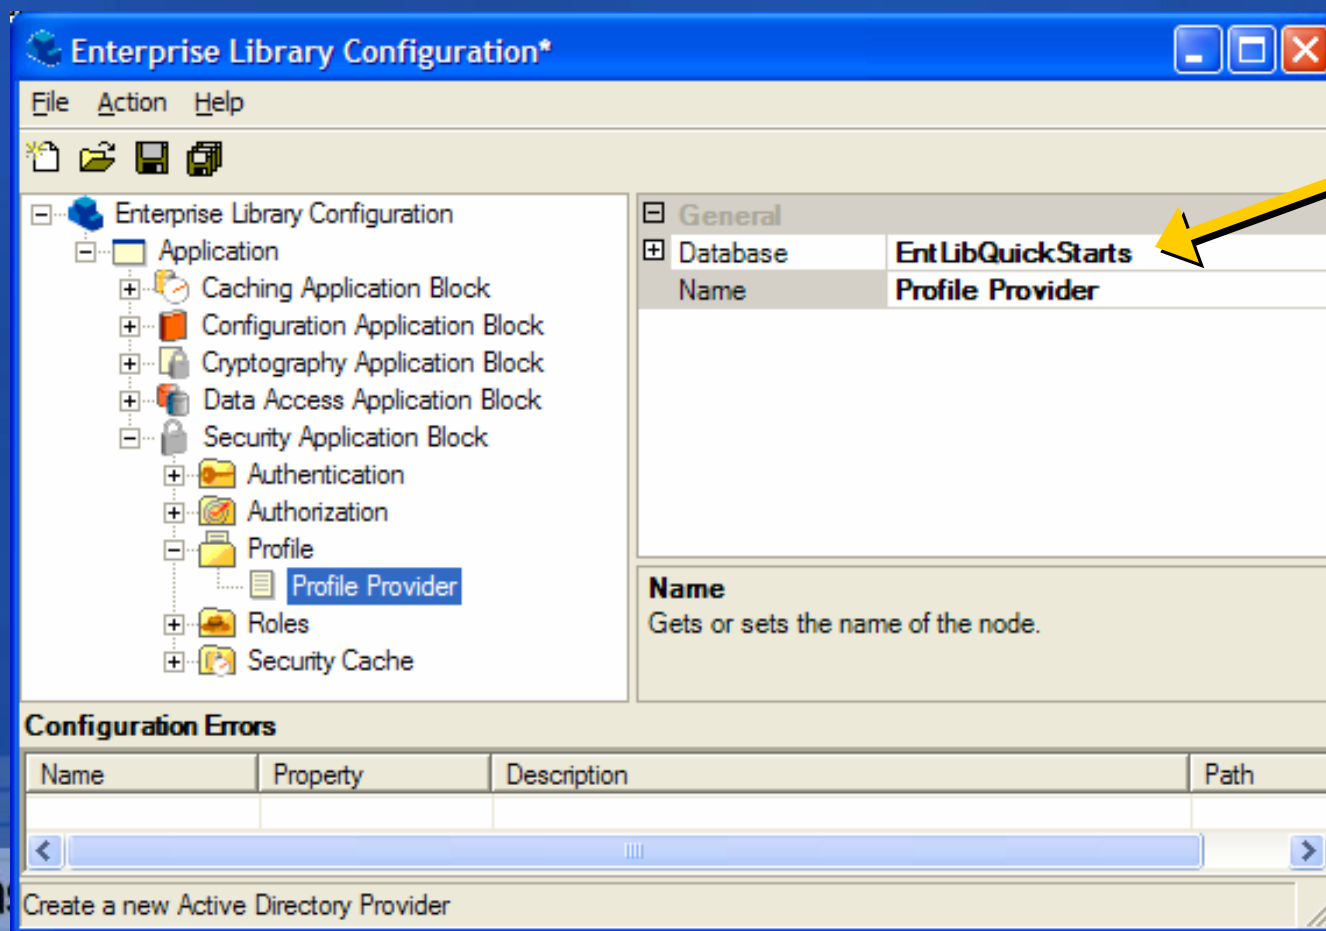 Enterprise Library Configuration*
File Action Help
Enterprise Library Configuration
Application
Caching Application Block
Configuration Application Block
Cryptography Application Block
Data Access Application Block
Security Application Block
Authentication
Authorization
Profile
Profile Provider
Roles
Security Cache
General
Database EntLibQuickStarts
Name Profile Provider
Name
Gets or sets the name of the node.
Configuration Errors
Name Property Description Path
Create a new Active Directory Provider